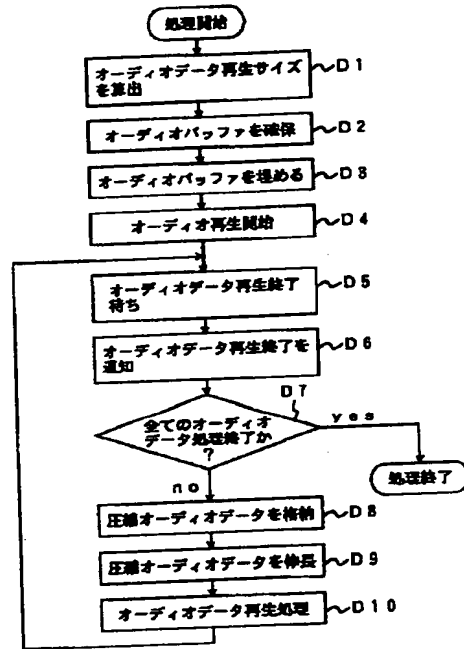 処理開始
オーディオデータ再生サイズ
を算出
D1
オーディオバッファを確保
D2
オーディオバッファを埋める
D3
オーディオ再生開始
D4
オーディオデータ再生終了
待ち
D5
オーディオデータ再生終了を
通知
D6
D7
全てのオーディオ
データ処理終了か
?
yes
処理終了
no
圧縮オーディオデータを格納
D8
圧縮オーディオデータを伸長
D9
オーディオデータ再生処理
D10